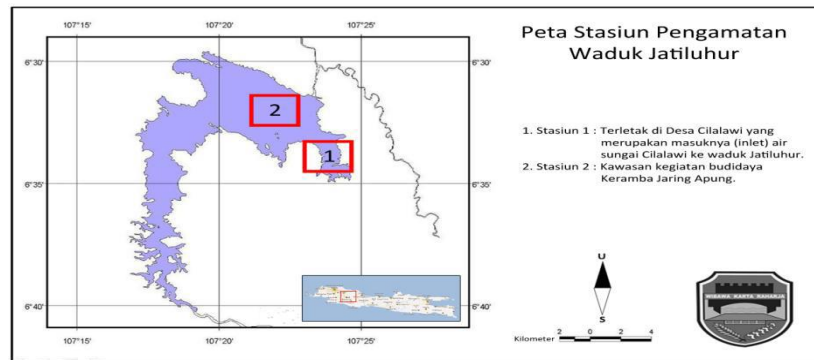 Peta Stasiun Pengamatan
Waduk Jatiluhur
107°15' 107°20' 107°25'
6°30' 6°30'
2
1
6°35' 6°35'
6°40' 6°40'
107°15' 107°20' 107°25'
1. Stasiun 1 : Terletak di Desa Cilalawi yang
merupakan masuknya (inlet) air
sungai Cilalawi ke waduk Jatiluhur.
2. Stasiun 2 : Kawasan kegiatan budidaya
Keramba Jaring Apung.
U
S
Kilometer 2 0 2 4
WIBAWA KARTA RAHARJA